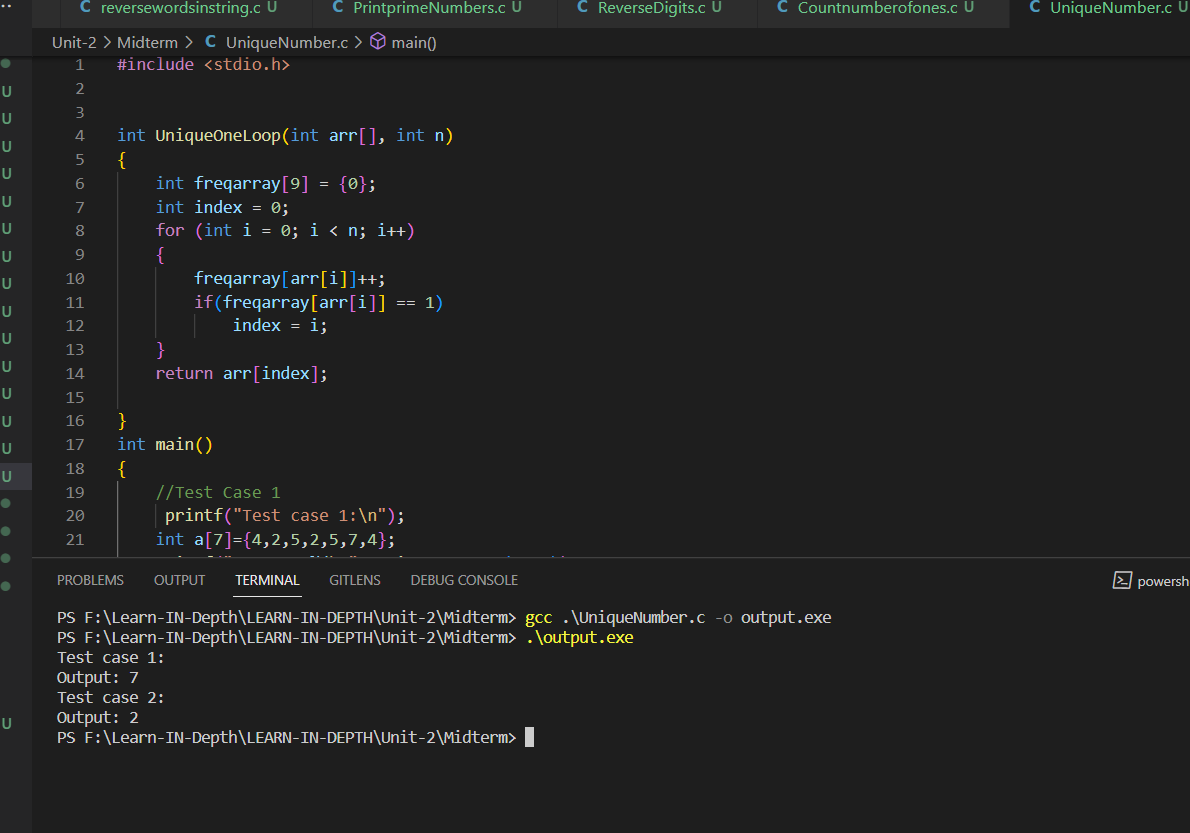 reversewordsinstring.c U C PrintprimeNumbers.c U C ReverseDigits.c U C Countnumberofones.c U C UniqueNumber.c U
Unit-2 > Midterm > C UniqueNumber.c > main()
1 #include <stdio.h>
2
3
4 int UniqueOneLoop(int arr[], int n)
5 {
6 int freqarray[9] = {0};
7 int index = 0;
8 for (int i = 0; i < n; i++)
9 {
10 freqarray[arr[i]]++;
11 if(freqarray[arr[i]] == 1)
12 index = i;
13 }
14 return arr[index];
15
16 }
17 int main()
18 {
19 //Test Case 1
20 printf("Test case 1:\n");
21 int a[7]={4,2,5,2,5,7,4};
PROBLEMS OUTPUT TERMINAL GITLENS DEBUG CONSOLE powersh
PS F:\Learn-IN-Depth\LEARN-IN-DEPTH\Unit-2\Midterm> gcc .\UniqueNumber.c -o output.exe
PS F:\Learn-IN-Depth\LEARN-IN-DEPTH\Unit-2\Midterm> .\output.exe
Test case 1:
Output: 7
Test case 2:
Output: 2
PS F:\Learn-IN-Depth\LEARN-IN-DEPTH\Unit-2\Midterm>